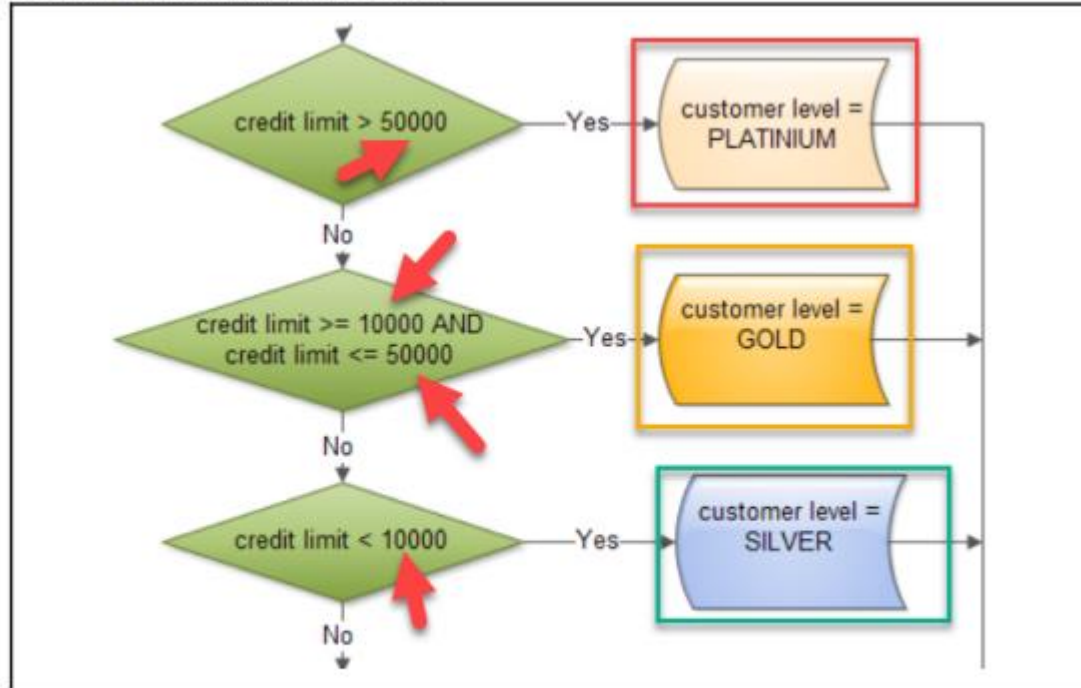 credit limit > 50000
Yes
customer level =
PLATINIUM
No
credit limit >= 10000 AND
credit limit <= 50000
Yes
customer level =
GOLD
No
credit limit < 10000
Yes
customer level =
SILVER
No